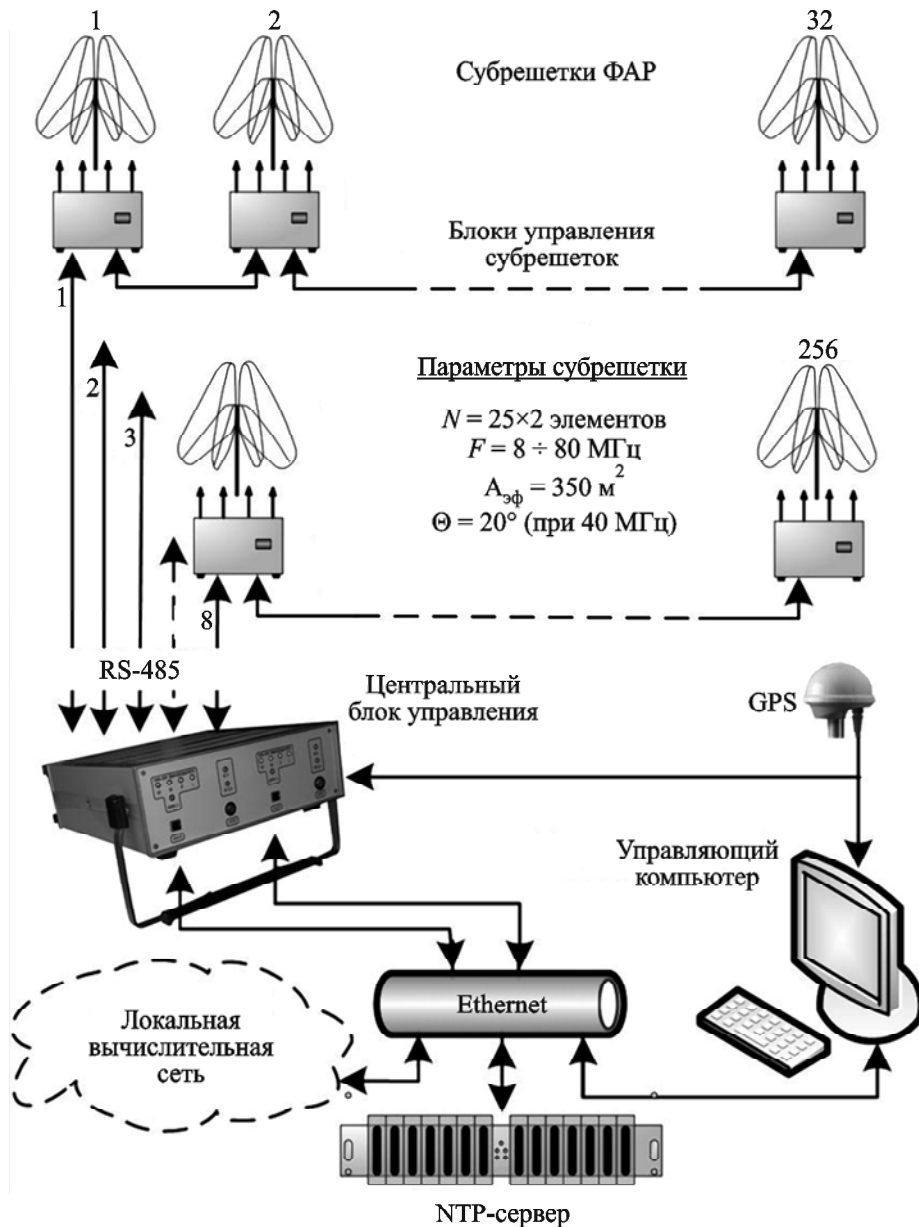 1
2
32
Субрешетки ФАР
Блоки управления
субрешеток
1
2
3
8
256
Параметры субрешетки
N = 25×2 элементов
F = 8 ÷ 80 МГц
Aэф = 350 м²
Θ = 20° (при 40 МГц)
RS-485
Центральный
блок управления
GPS
Управляющий
компьютер
Ethernet
Локальная
вычислительная
сеть
NTP-сервер